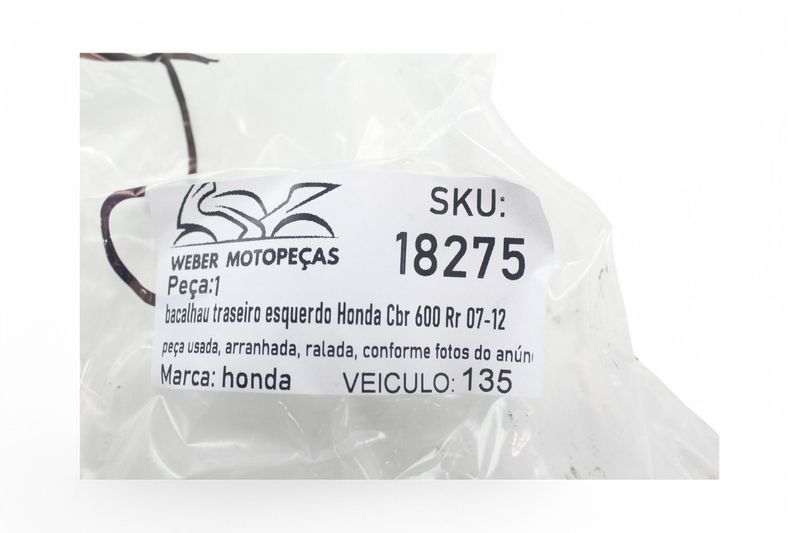 WEBER MOTOPEÇAS
SKU:
18275
Peça:1
bacalhau traseiro esquerdo Honda Cbr 600 Rr 07-12
peça usada, arranhada, ralada, conforme fotos do
Marca: honda
VEICULO: 135